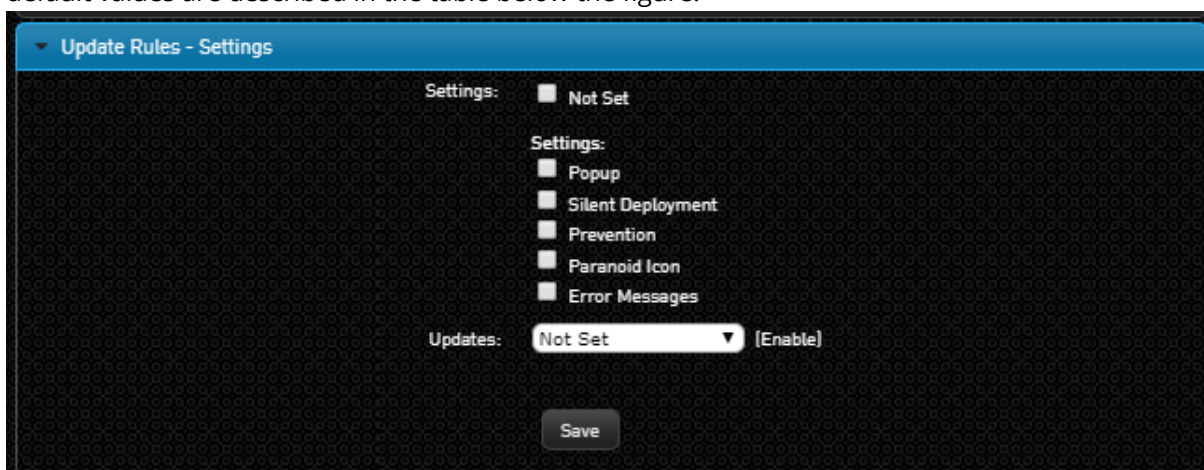 default values are described in the table below the figure.
Update Rules - Settings
Settings: Not Set
Settings:
Popup
Silent Deployment
Prevention
Paranoid Icon
Error Messages
Updates: Not Set (Enable)
Save